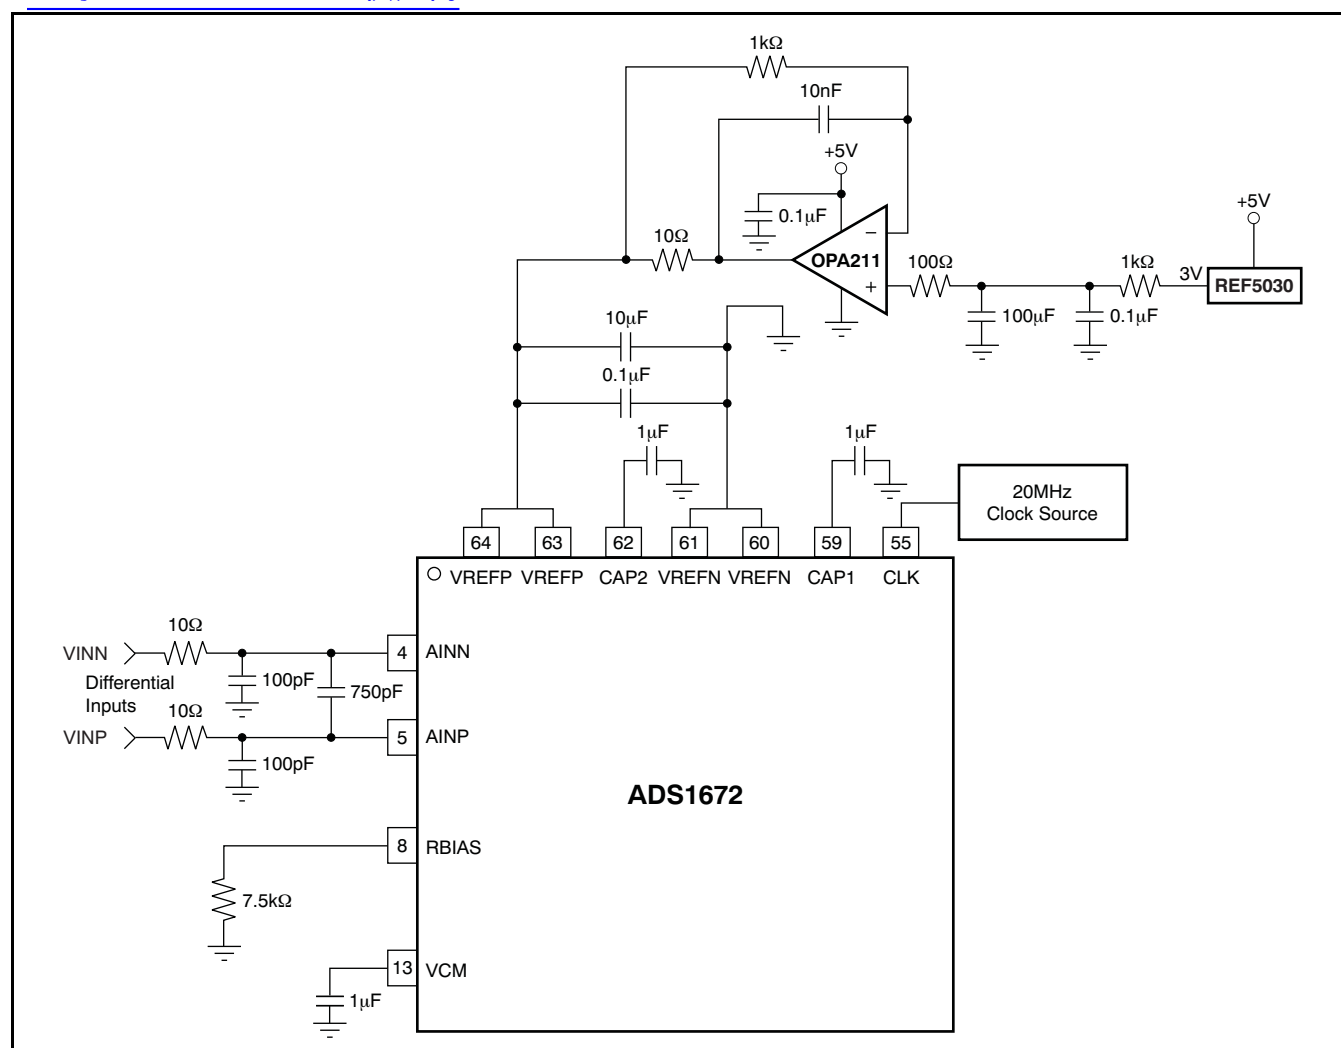 1kΩ
10nF
+5V
0.1μF
+5V
10Ω
OPA211
−
+
100Ω
1kΩ
3V
REF5030
100μF
0.1μF
10μF
0.1μF
1μF
1μF
20MHz
Clock Source
64
63
62
61
60
59
55
VREFP
VREFP
CAP2
VREFN
VREFN
CAP1
CLK
10Ω
VINN
4
AINN
100pF
750pF
Differential
Inputs
10Ω
VINP
5
AINP
100pF
ADS1672
8
RBIAS
7.5kΩ
13
VCM
1μF